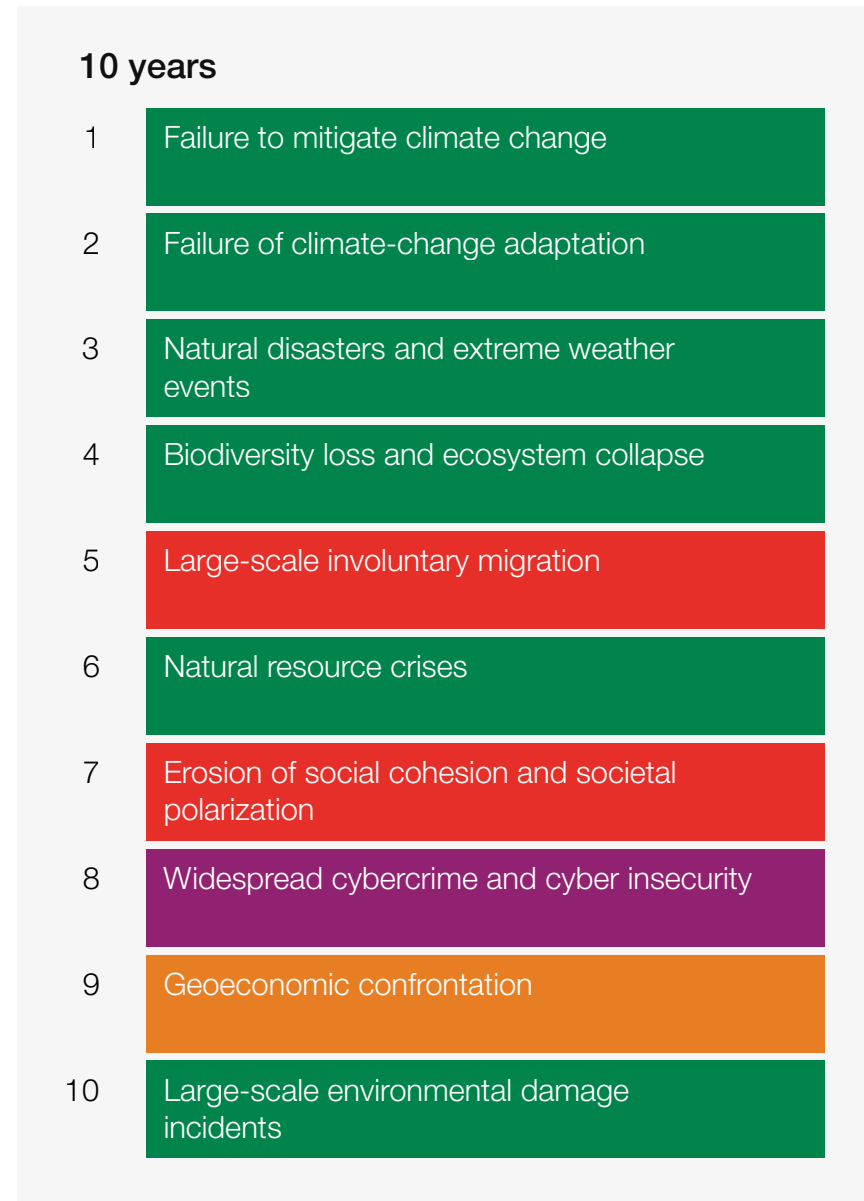 10 years
1 Failure to mitigate climate change
2 Failure of climate-change adaptation
3 Natural disasters and extreme weather
events
4 Biodiversity loss and ecosystem collapse
5 Large-scale involuntary migration
6 Natural resource crises
7 Erosion of social cohesion and societal
polarization
8 Widespread cybercrime and cyber insecurity
9 Geoeconomic confrontation
10 Large-scale environmental damage
incidents